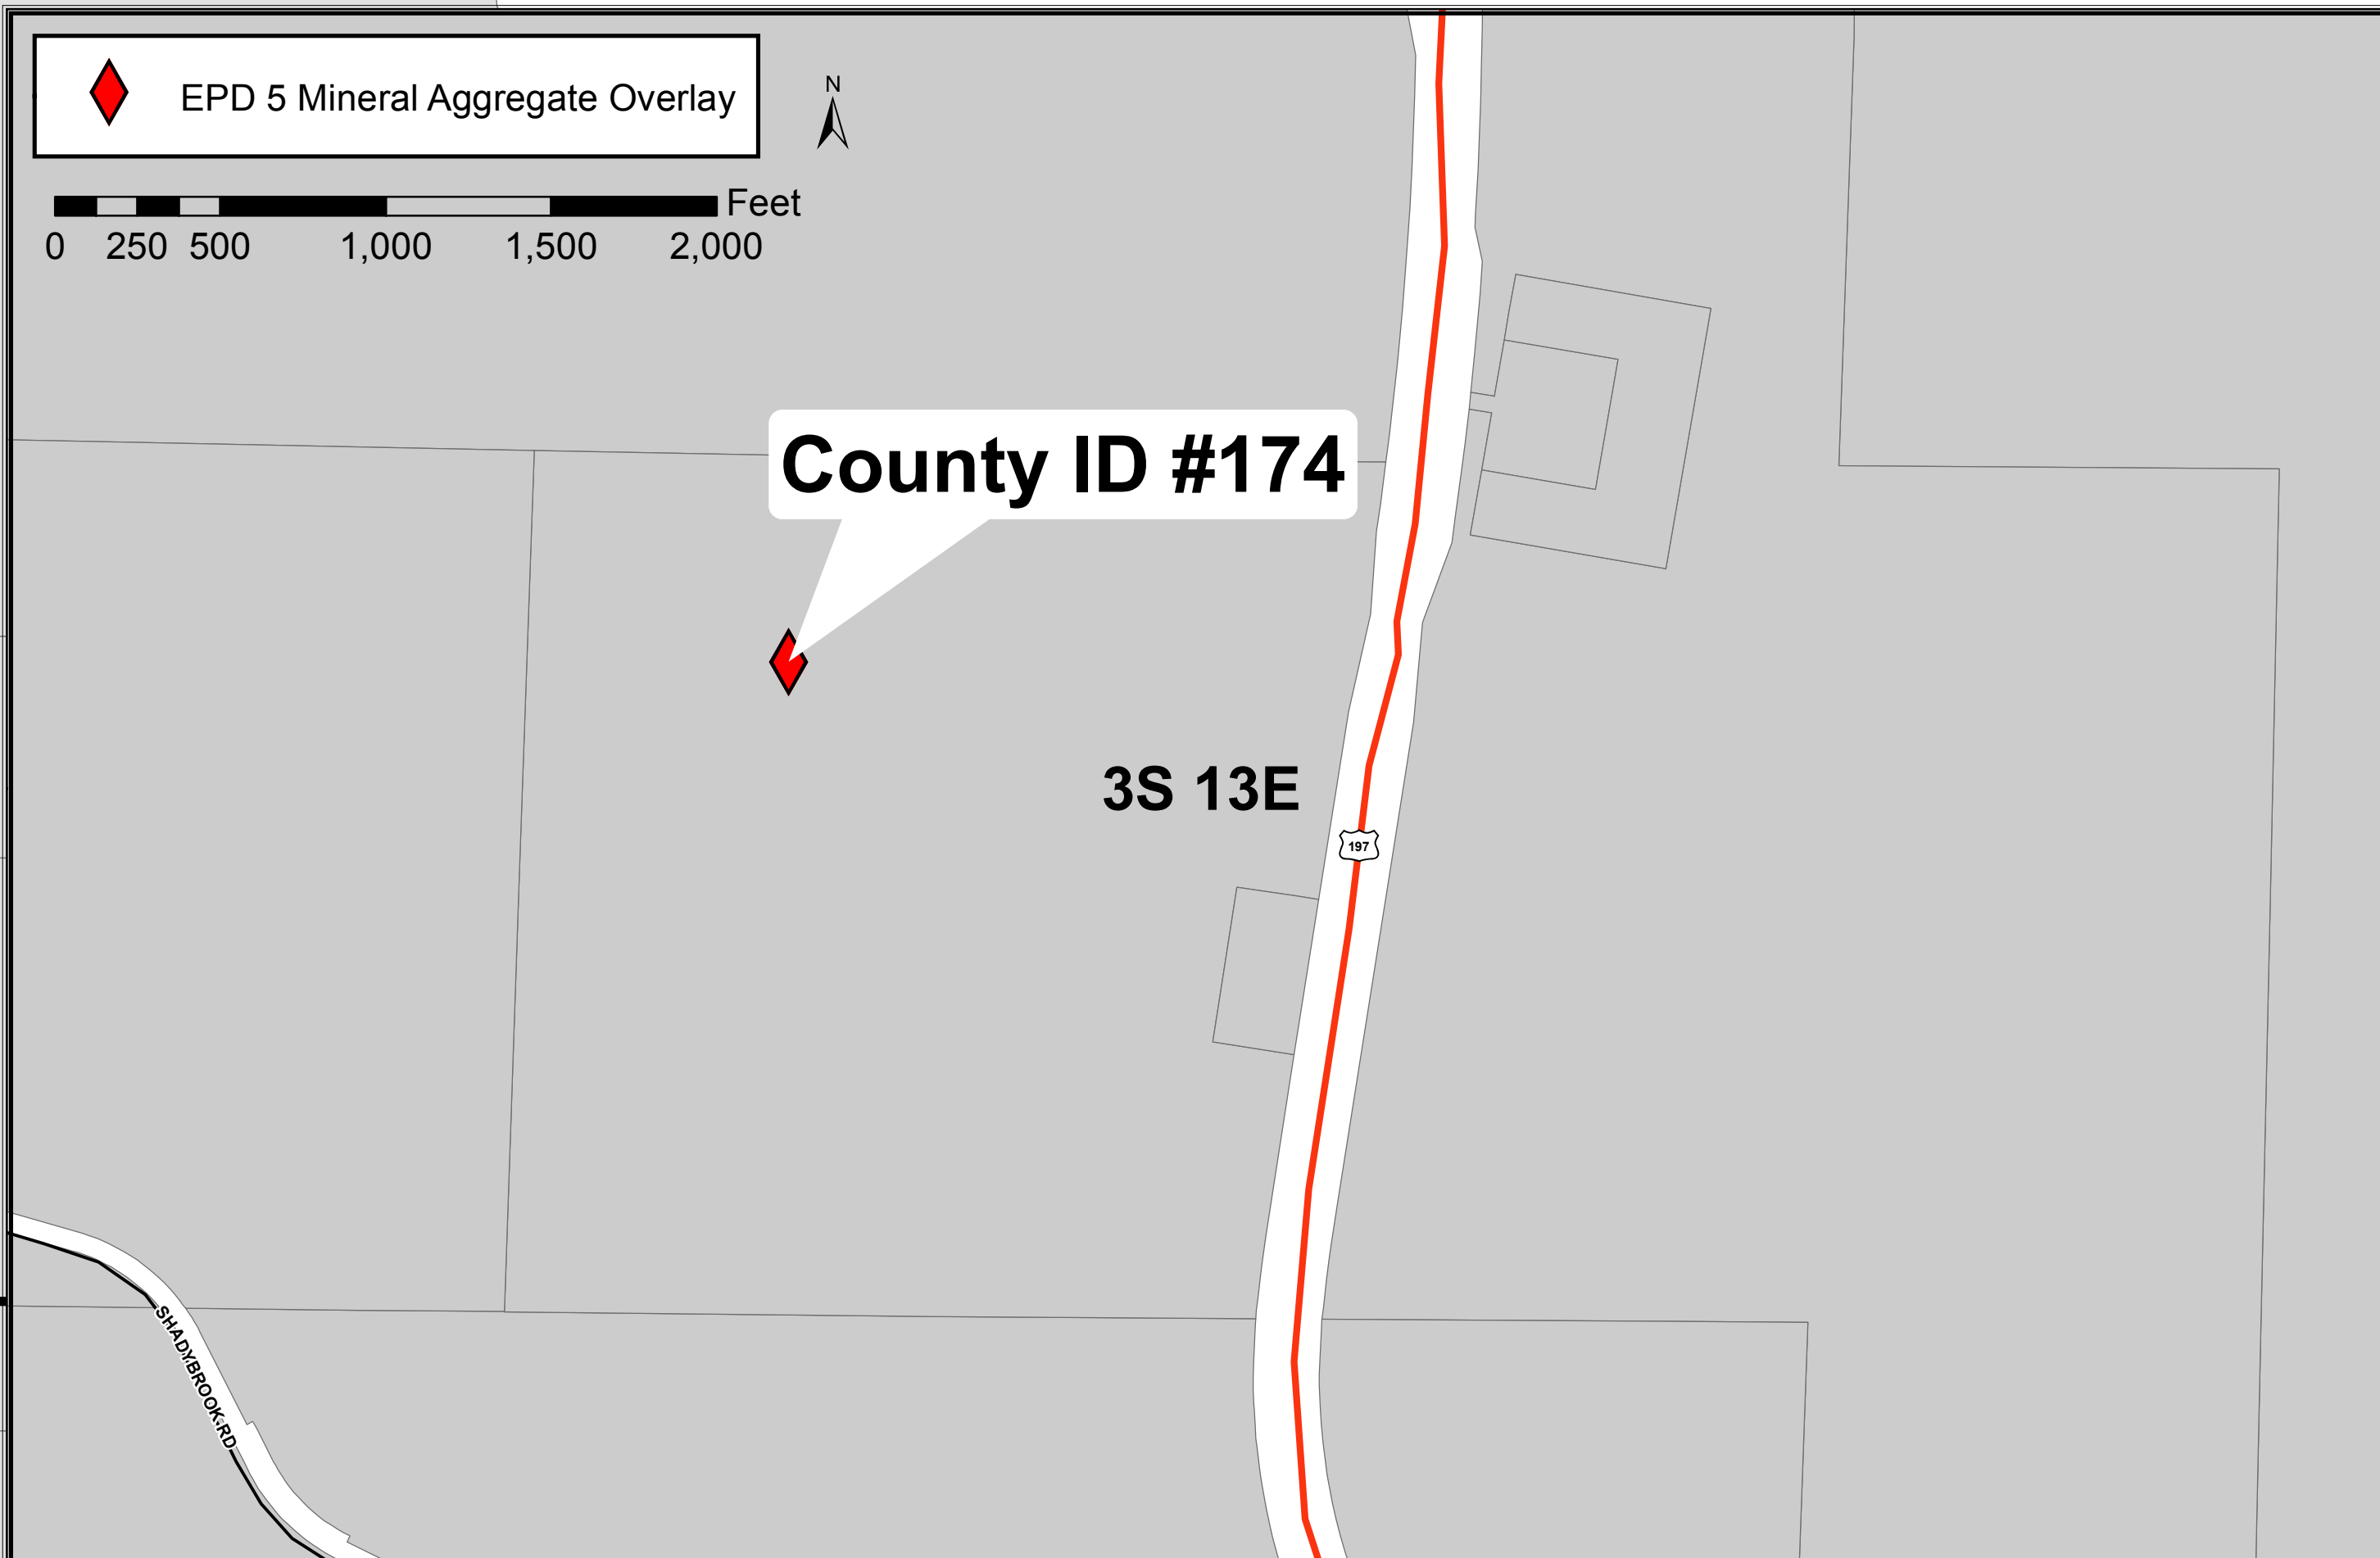 EPD 5 Mineral Aggregate Overlay
N
Feet
0 250 500 1,000 1,500 2,000
County ID #174
3S 13E
197
SHADYBROOK RD